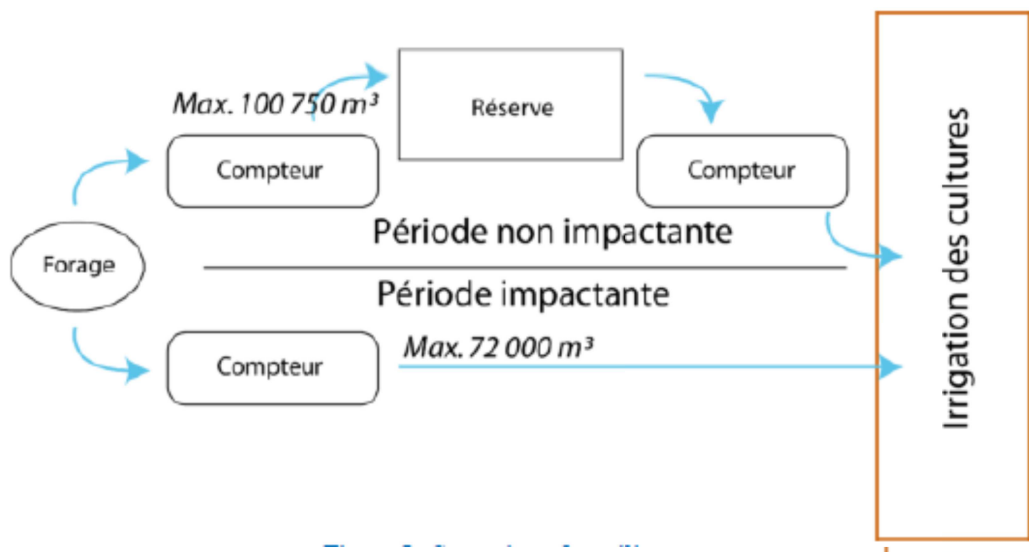 Max. 100 750 m³
Réserve
Compteur
Compteur
Période non impactante
Forage
Période impactante
Compteur
Max. 72 000 m³
Irrigation des cultures